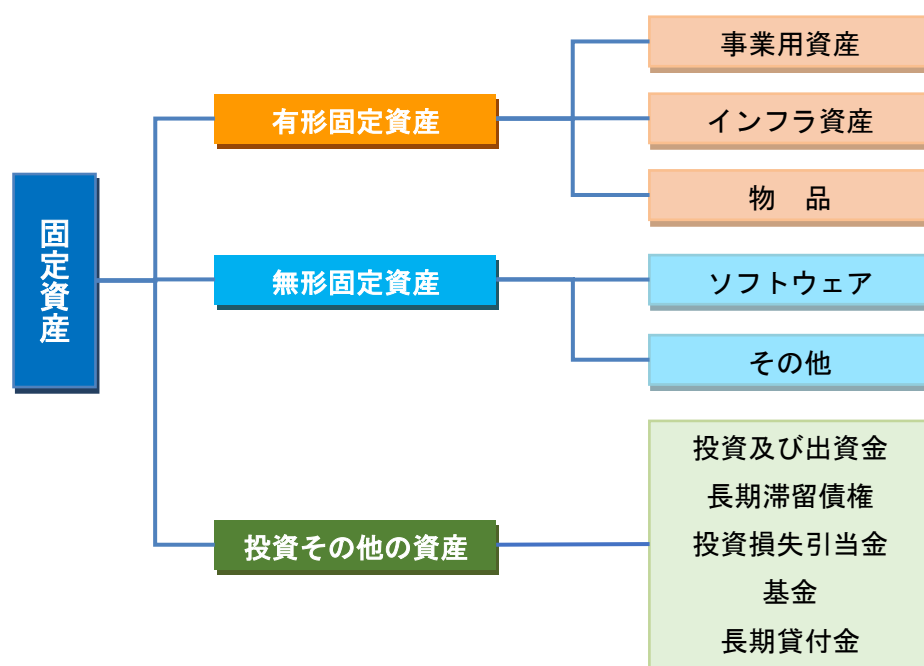 固定資産
有形固定資産
事業用資産
インフラ資産
物　品
無形固定資産
ソフトウェア
その他
投資その他の資産
投資及び出資金
長期滞留債権
投資損失引当金
基金
長期貸付金